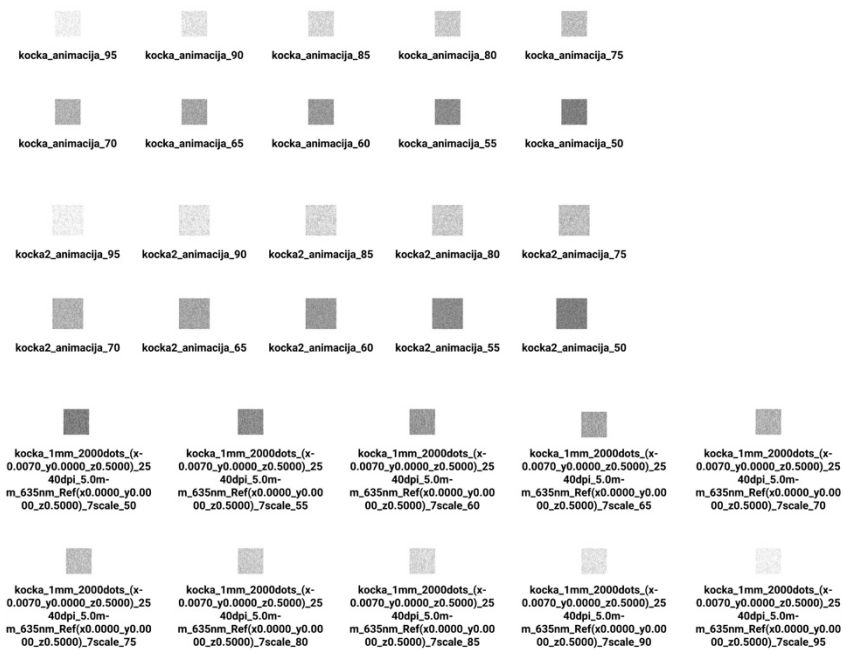 kocka_animacija_95 kocka_animacija_90 kocka_animacija_85 kocka_animacija_80 kocka_animacija_75
kocka_animacija_70 kocka_animacija_65 kocka_animacija_60 kocka_animacija_55 kocka_animacija_50
kocka2_animacija_95 kocka2_animacija_90 kocka2_animacija_85 kocka2_animacija_80 kocka2_animacija_75
kocka2_animacija_70 kocka2_animacija_65 kocka2_animacija_60 kocka2_animacija_55 kocka2_animacija_50
kocka_1mm_2000dots_(x-
0.0070_y0.0000_z0.5000)_25
40dpi_5.0m-
m_635nm_Ref(x0.0000_y0.00
00_z0.5000)_7scale_50
kocka_1mm_2000dots_(x-
0.0070_y0.0000_z0.5000)_25
40dpi_5.0m-
m_635nm_Ref(x0.0000_y0.00
00_z0.5000)_7scale_55
kocka_1mm_2000dots_(x-
0.0070_y0.0000_z0.5000)_25
40dpi_5.0m-
m_635nm_Ref(x0.0000_y0.00
00_z0.5000)_7scale_60
kocka_1mm_2000dots_(x-
0.0070_y0.0000_z0.5000)_25
40dpi_5.0m-
m_635nm_Ref(x0.0000_y0.00
00_z0.5000)_7scale_65
kocka_1mm_2000dots_(x-
0.0070_y0.0000_z0.5000)_25
40dpi_5.0m-
m_635nm_Ref(x0.0000_y0.00
00_z0.5000)_7scale_70
kocka_1mm_2000dots_(x-
0.0070_y0.0000_z0.5000)_25
40dpi_5.0m-
m_635nm_Ref(x0.0000_y0.00
00_z0.5000)_7scale_75
kocka_1mm_2000dots_(x-
0.0070_y0.0000_z0.5000)_25
40dpi_5.0m-
m_635nm_Ref(x0.0000_y0.00
00_z0.5000)_7scale_80
kocka_1mm_2000dots_(x-
0.0070_y0.0000_z0.5000)_25
40dpi_5.0m-
m_635nm_Ref(x0.0000_y0.00
00_z0.5000)_7scale_85
kocka_1mm_2000dots_(x-
0.0070_y0.0000_z0.5000)_25
40dpi_5.0m-
m_635nm_Ref(x0.0000_y0.00
00_z0.5000)_7scale_90
kocka_1mm_2000dots_(x-
0.0070_y0.0000_z0.5000)_25
40dpi_5.0m-
m_635nm_Ref(x0.0000_y0.00
00_z0.5000)_7scale_95